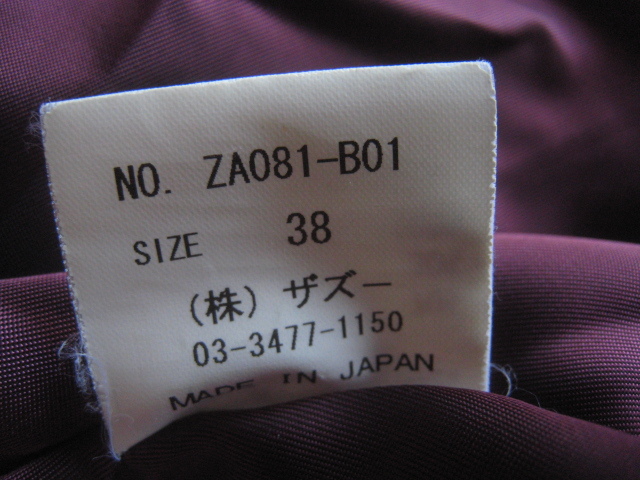 NO. ZA081-B01
SIZE 38
(株) ザズー
03-3477-1150
MADE IN JAPAN